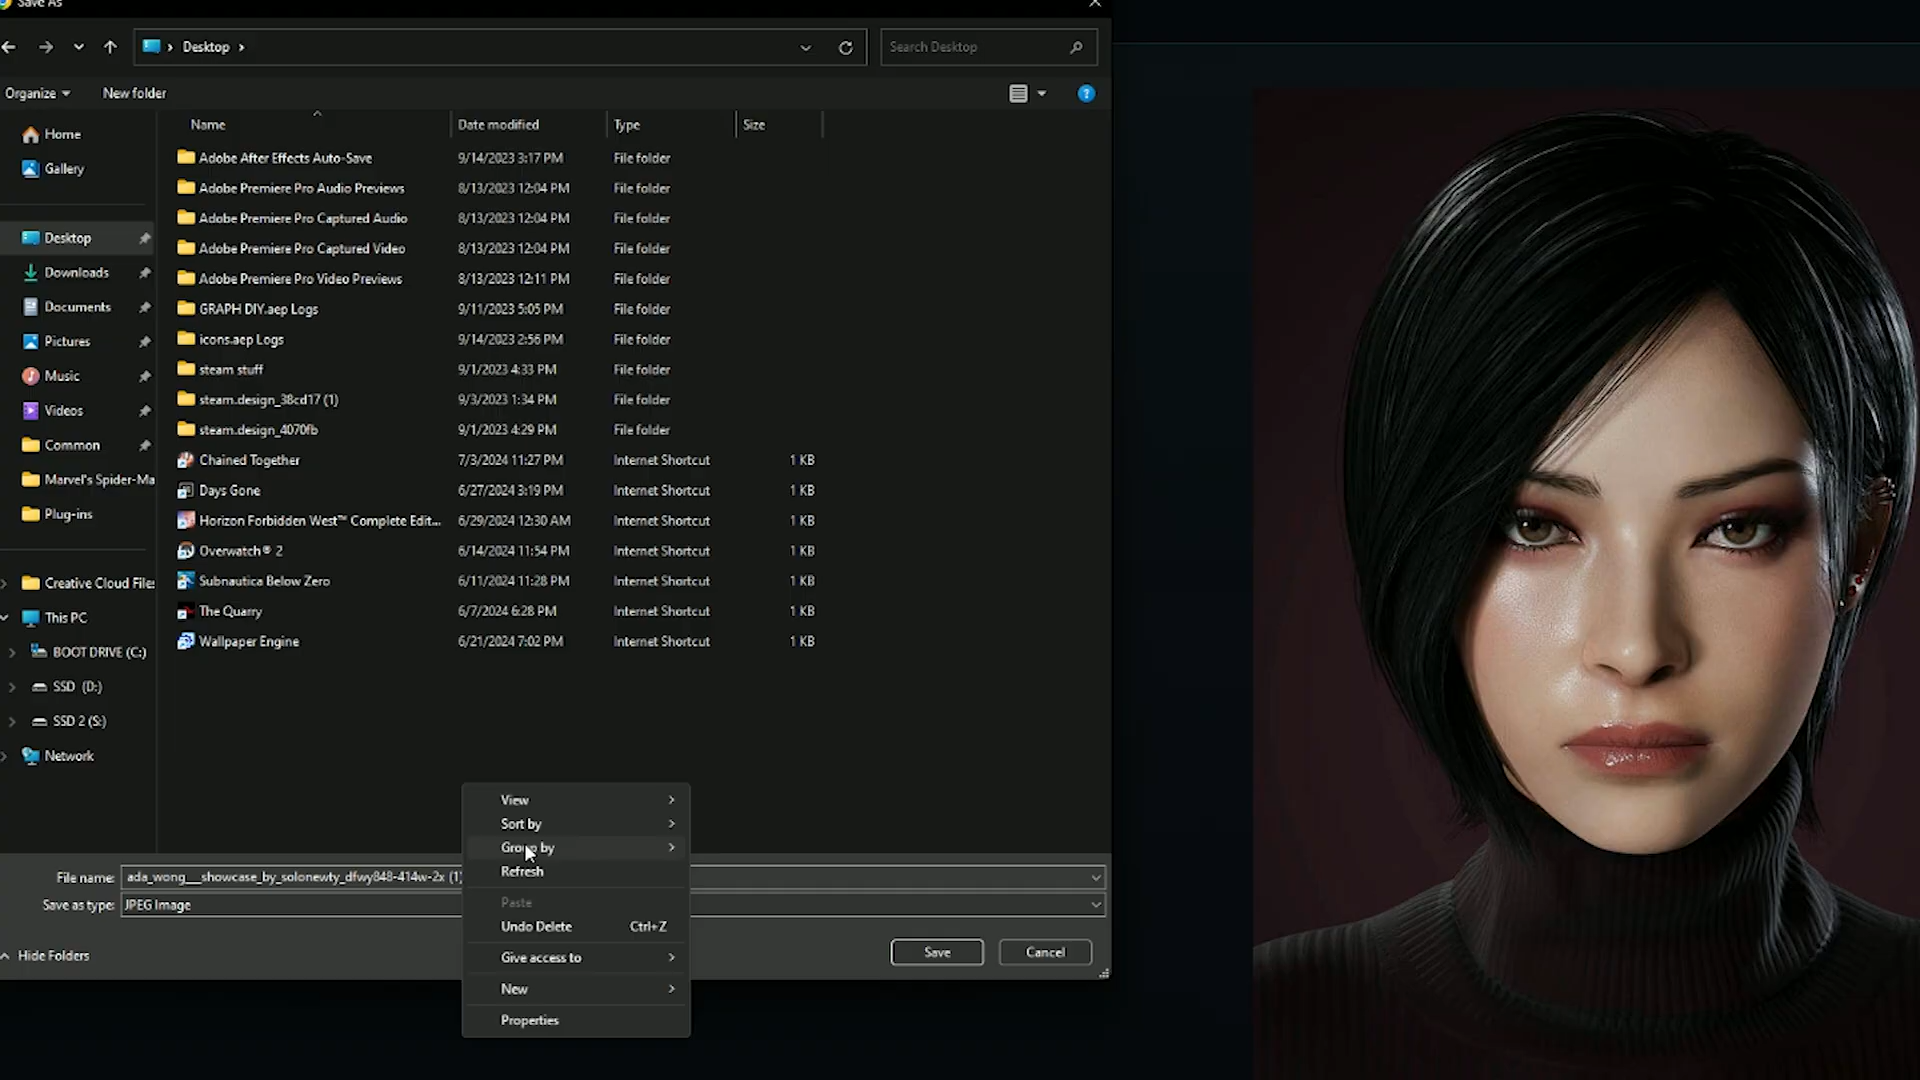 Save As
Desktop
Search Desktop
Organize
New folder
Name
Date modified
Type
Size
Home
Gallery
Desktop
Downloads
Documents
Pictures
Music
Videos
Common
Marvel's Spider-Ma
Plug-ins
Creative Cloud Files
This PC
BOOT DRIVE (C:)
SSD (D:)
SSD 2 (S:)
Network
Adobe After Effects Auto-Save 9/14/2023 3:17 PM File folder
Adobe Premiere Pro Audio Previews 8/13/2023 12:04 PM File folder
Adobe Premiere Pro Captured Audio 8/13/2023 12:04 PM File folder
Adobe Premiere Pro Captured Video 8/13/2023 12:04 PM File folder
Adobe Premiere Pro Video Previews 8/13/2023 12:11 PM File folder
GRAPH DIY.aep Logs 9/11/2023 5:05 PM File folder
icons.aep Logs 9/14/2023 2:56 PM File folder
steam stuff 9/1/2023 4:33 PM File folder
steam.design_38cd17 (1) 9/3/2023 1:34 PM File folder
steam.design_4070fb 9/1/2023 4:29 PM File folder
Chained Together 7/3/2024 11:27 PM Internet Shortcut 1 KB
Days Gone 6/27/2024 3:19 PM Internet Shortcut 1 KB
Horizon Forbidden West™ Complete Edit... 6/29/2024 12:30 AM Internet Shortcut 1 KB
Overwatch® 2 6/14/2024 11:54 PM Internet Shortcut 1 KB
Subnautica Below Zero 6/11/2024 11:28 PM Internet Shortcut 1 KB
The Quarry 6/7/2024 6:28 PM Internet Shortcut 1 KB
Wallpaper Engine 6/21/2024 7:02 PM Internet Shortcut 1 KB
View
Sort by
Group by
Refresh
Paste
Undo Delete Ctrl+Z
Give access to
New
Properties
File name: ada_wong__showcase_by_solonewty_dfwy848-414w-2x (1)
Save as type: JPEG Image
Hide Folders
Save
Cancel